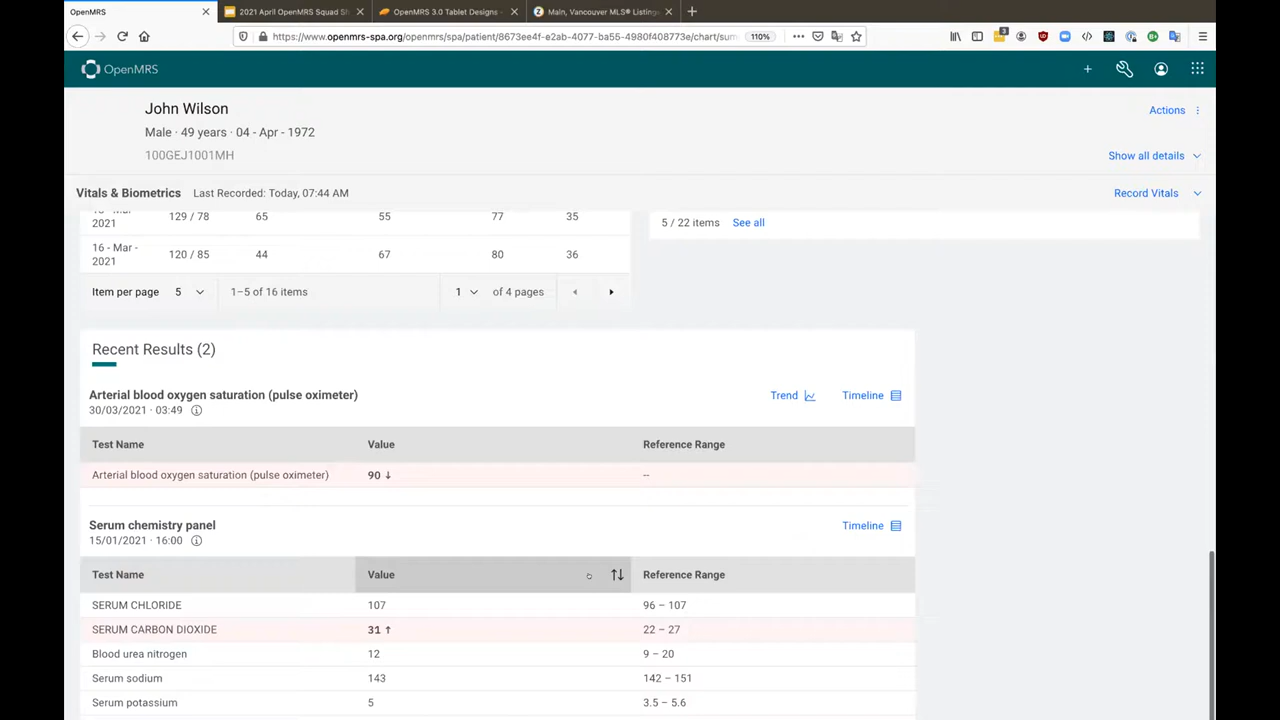 OpenMRS
2021 April OpenMRS Squad Sh
OpenMRS 3.0 Tablet Designs -
Main, Vancouver MLS® Listings
https://www.openmrs-spa.org/openmrs/spa/patient/8673ee4f-e2ab-4077-ba55-4980f408773e/chart/sum
110%
OpenMRS
John Wilson
Actions
Male · 49 years · 04 - Apr - 1972
100GEJ1001MH
Show all details
Vitals & Biometrics Last Recorded: Today, 07:44 AM
Record Vitals
2021 129 / 78 65 55 77 35
5 / 22 items See all
16 - Mar -
2021 120 / 85 44 67 80 36
Item per page 5 1–5 of 16 items 1 of 4 pages
Recent Results (2)
Arterial blood oxygen saturation (pulse oximeter)
Trend Timeline
30/03/2021 · 03:49
Test Name Value Reference Range
Arterial blood oxygen saturation (pulse oximeter) 90 ↓ --
Serum chemistry panel
Timeline
15/01/2021 · 16:00
Test Name Value Reference Range
SERUM CHLORIDE 107 96 – 107
SERUM CARBON DIOXIDE 31 ↑ 22 – 27
Blood urea nitrogen 12 9 – 20
Serum sodium 143 142 – 151
Serum potassium 5 3.5 – 5.6